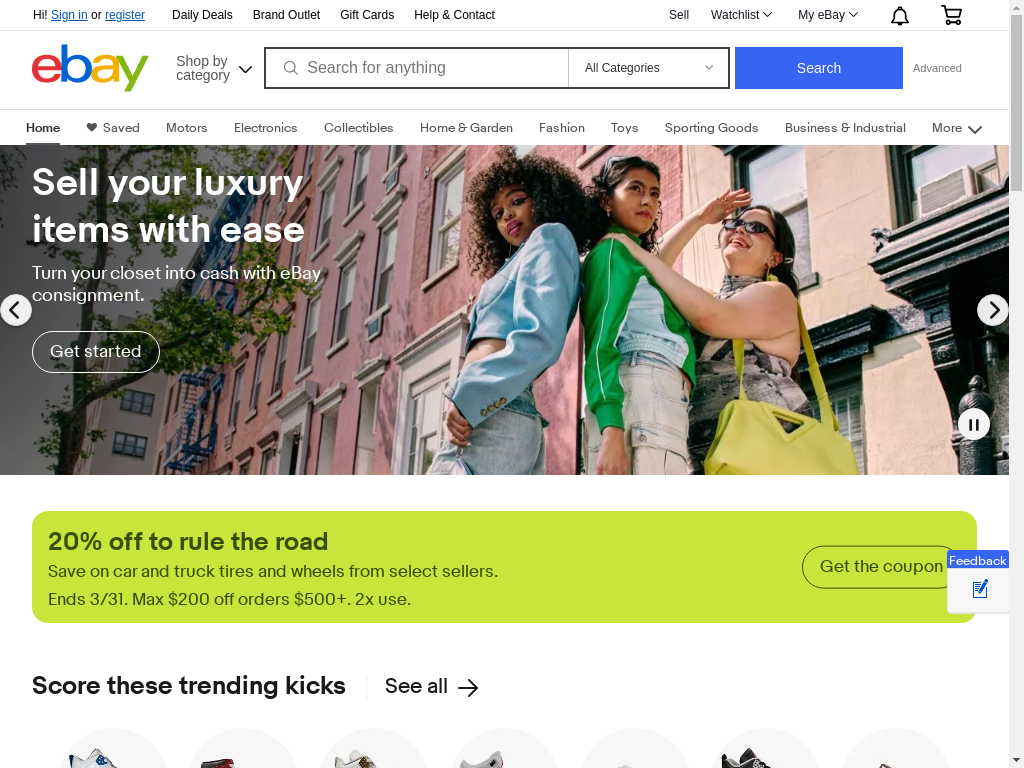 Hi! Sign in or register
Daily Deals
Brand Outlet
Gift Cards
Help & Contact
Sell
Watchlist
My eBay
ebay
Shop by
category
Search for anything
All Categories
Search
Advanced
Home
Saved
Motors
Electronics
Collectibles
Home & Garden
Fashion
Toys
Sporting Goods
Business & Industrial
More
Sell your luxury
items with ease
Turn your closet into cash with eBay
consignment.
Get started
20% off to rule the road
Save on car and truck tires and wheels from select sellers.
Ends 3/31. Max $200 off orders $500+. 2x use.
Get the coupon
Feedback
Score these trending kicks
See all